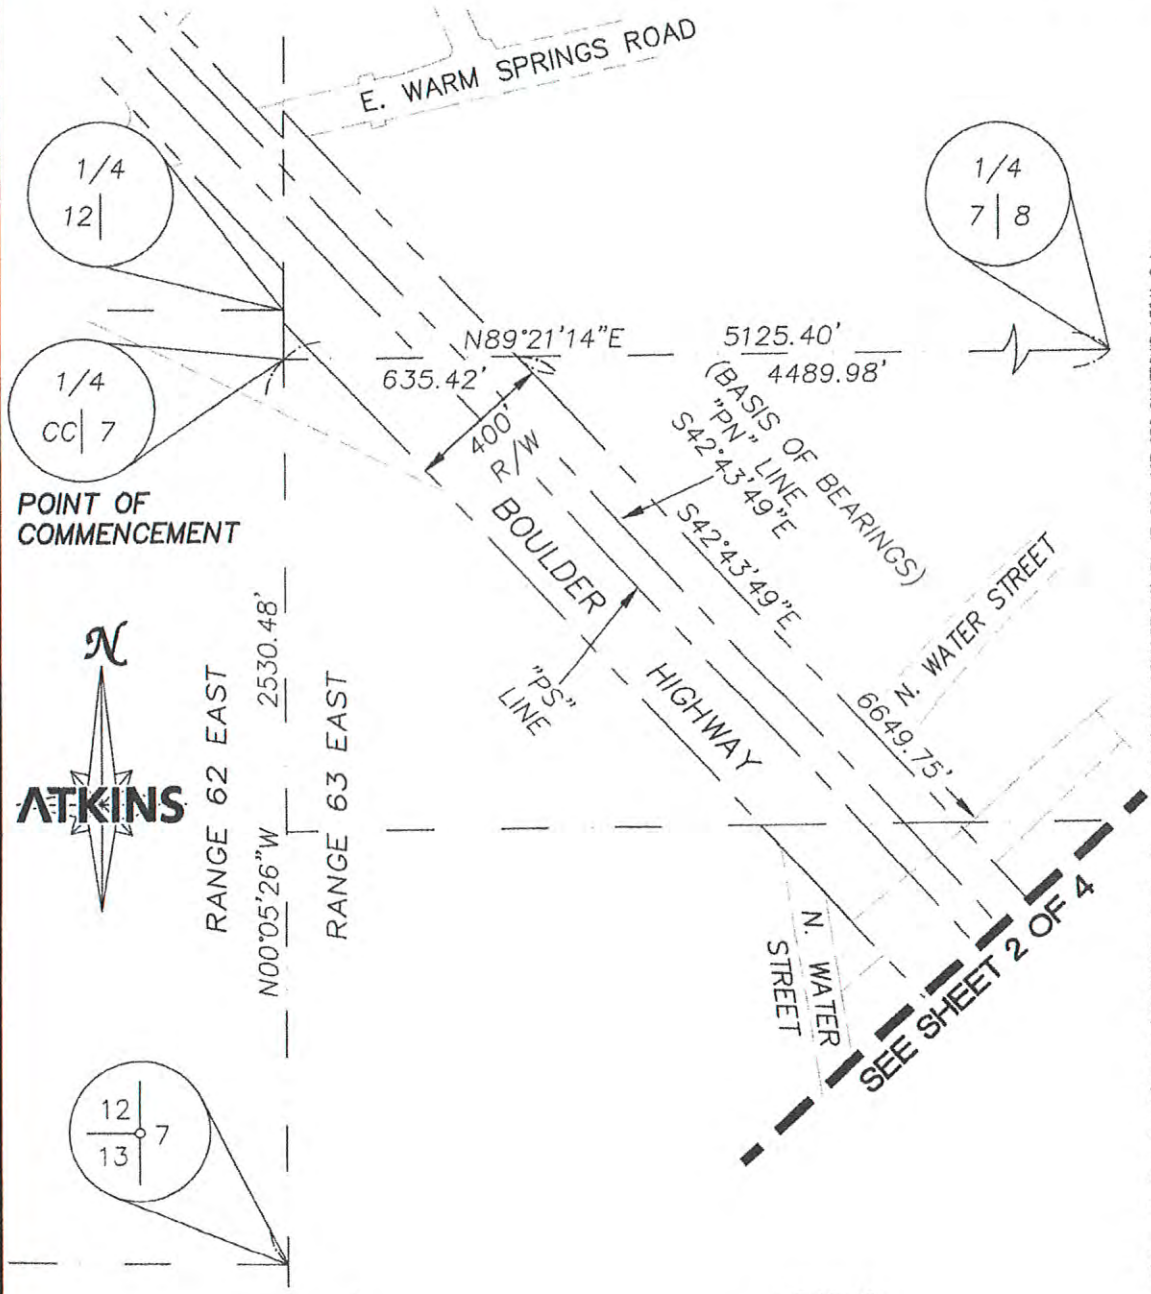 E. WARM SPRINGS ROAD
1/4
12
1/4
7 8
N89°21'14"E
5125.40'
635.42'
4489.98'
1/4
CC 7
POINT OF
COMMENCEMENT
400'
R/W
(BASIS OF BEARINGS)
"PN" LINE
S42°43'49"E
S42°43'49"E
BOULDER
HIGHWAY
"PS"
LINE
N. WATER STREET
6649.75'
N
ATKINS
RANGE 62 EAST
2530.48'
N00°05'26"W
RANGE 63 EAST
N. WATER
STREET
SEE SHEET 2 OF 4
12
7
13